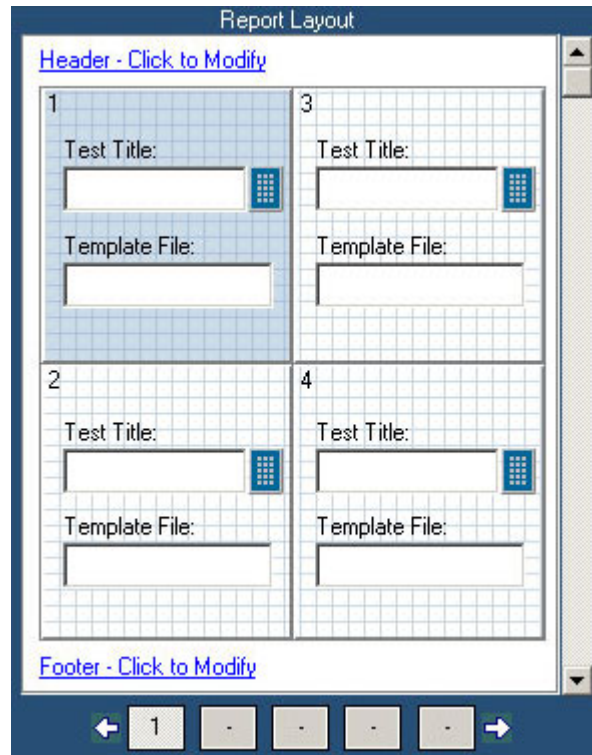 Report Layout
Header - Click to Modify
1
Test Title:
Template File:
3
Test Title:
Template File:
2
Test Title:
Template File:
4
Test Title:
Template File:
Footer - Click to Modify
1 - - - -